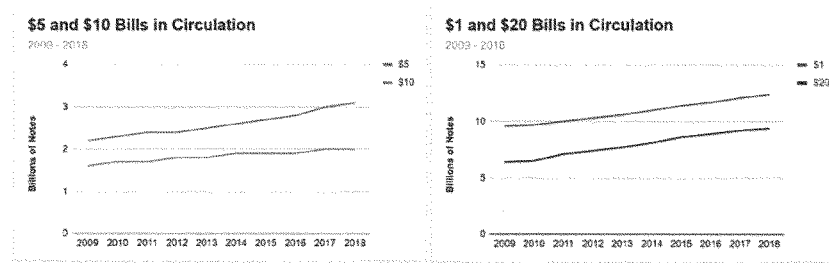 $5 and $10 Bills in Circulation
2009 - 2018
4
3
2
1
0
Billions of Notes
2009 2010 2011 2012 2013 2014 2015 2016 2017 2018
$5
$10
$1 and $20 Bills in Circulation
2009 - 2018
15
10
5
0
Billions of Notes
2009 2010 2011 2012 2013 2014 2015 2016 2017 2018
$1
$20